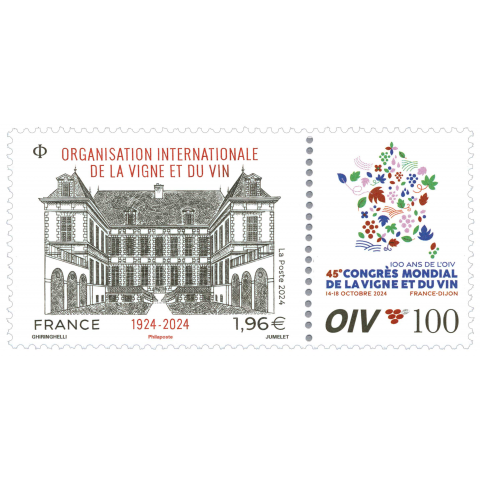 ORGANISATION INTERNATIONALE
DE LA VIGNE ET DU VIN
La Poste 2024
FRANCE
1924-2024
1,96€
GHIRINGHELLI
Philaposte
JUMELET
100 ANS DE L'OIV
45e CONGRÈS MONDIAL
DE LA VIGNE ET DU VIN
14-18 OCTOBRE 2024 FRANCE-DIJON
OIV 100